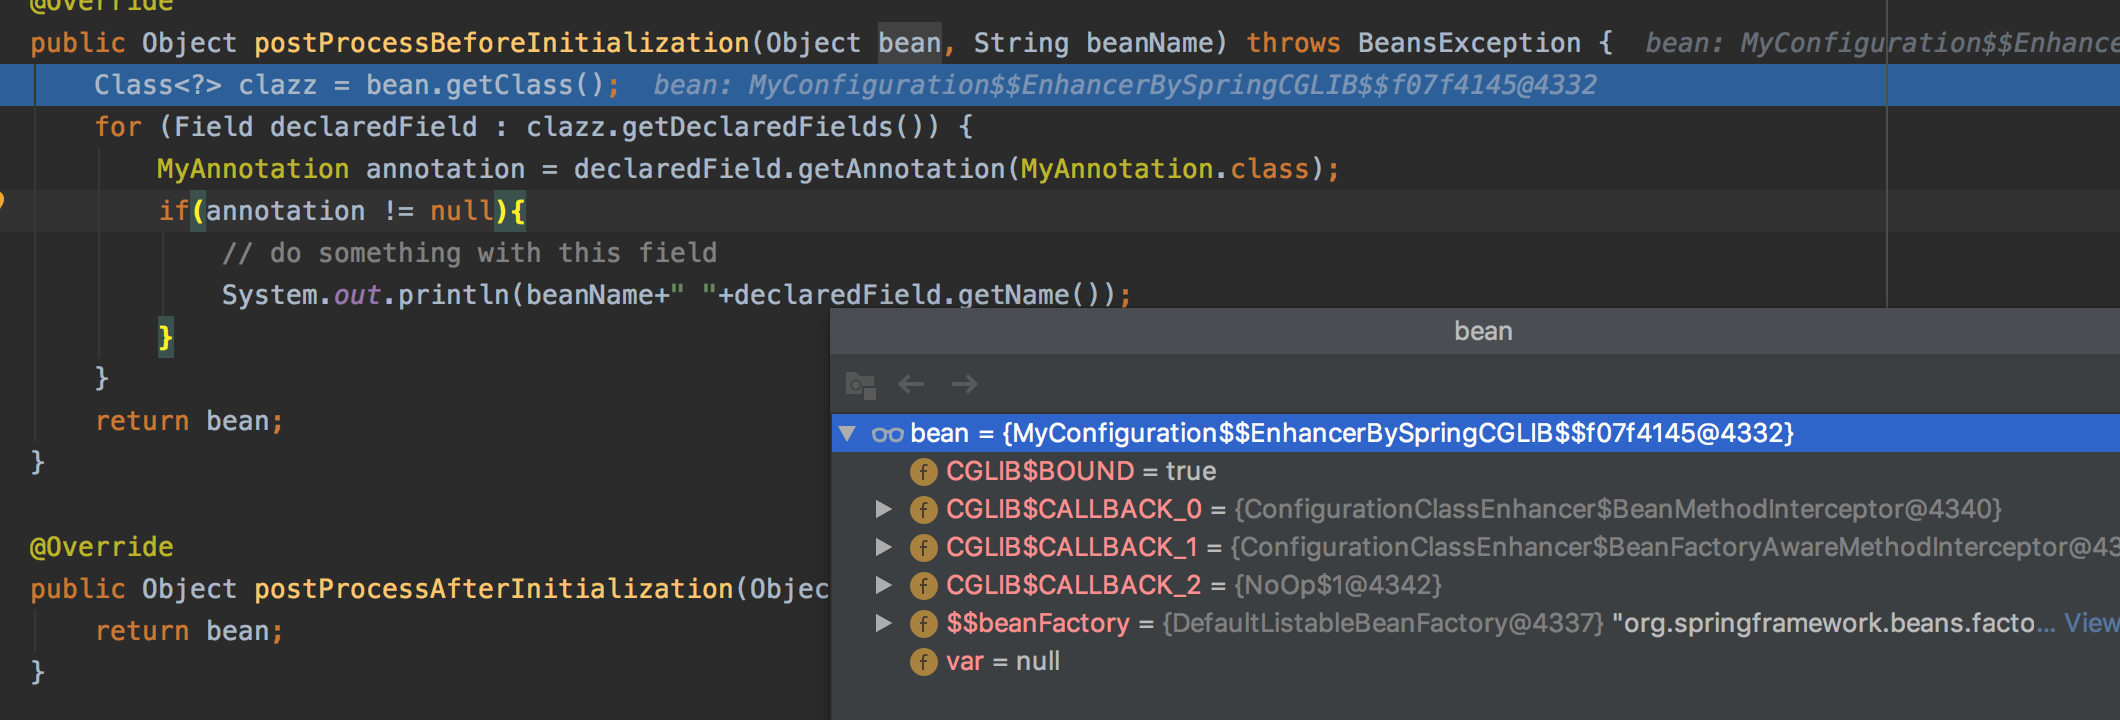 @Override
public Object postProcessBeforeInitialization(Object bean, String beanName) throws BeansException {  bean: MyConfiguration$$Enhance
Class<?> clazz = bean.getClass();  bean: MyConfiguration$$EnhancerBySpringCGLIB$$f07f4145@4332
for (Field declaredField : clazz.getDeclaredFields()) {
MyAnnotation annotation = declaredField.getAnnotation(MyAnnotation.class);
if(annotation != null){
// do something with this field
System.out.println(beanName+" "+declaredField.getName());
}
}
return bean;
}
@Override
public Object postProcessAfterInitialization(Objec
return bean;
}
bean
bean = {MyConfiguration$$EnhancerBySpringCGLIB$$f07f4145@4332}
f CGLIB$BOUND = true
f CGLIB$CALLBACK_0 = {ConfigurationClassEnhancer$BeanMethodInterceptor@4340}
f CGLIB$CALLBACK_1 = {ConfigurationClassEnhancer$BeanFactoryAwareMethodInterceptor@43
f CGLIB$CALLBACK_2 = {NoOp$1@4342}
f $$beanFactory = {DefaultListableBeanFactory@4337} "org.springframework.beans.facto... View
f var = null